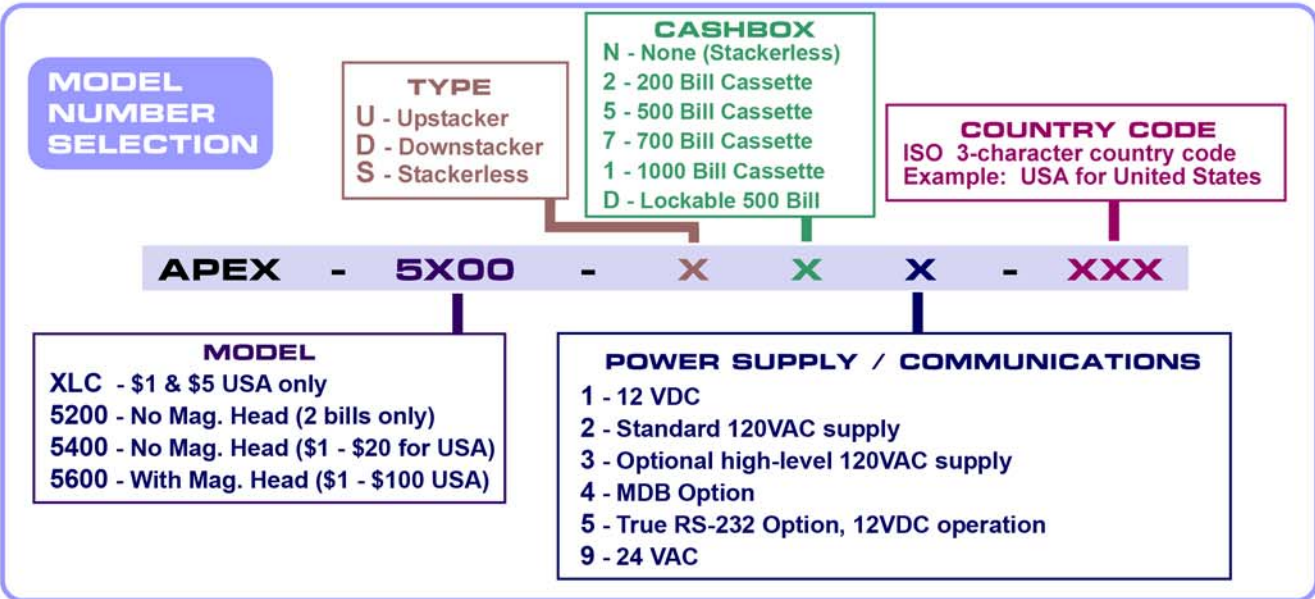 MODEL
NUMBER
SELECTION
TYPE
U - Upstacker
D - Downstacker
S - Stackerless
CASHBOX
N - None (Stackerless)
2 - 200 Bill Cassette
5 - 500 Bill Cassette
7 - 700 Bill Cassette
1 - 1000 Bill Cassette
D - Lockable 500 Bill
COUNTRY CODE
ISO 3-character country code
Example: USA for United States
APEX - 5X00 - X X X - XXX
MODEL
XLC - $1 & $5 USA only
5200 - No Mag. Head (2 bills only)
5400 - No Mag. Head ($1 - $20 for USA)
5600 - With Mag. Head ($1 - $100 USA)
POWER SUPPLY / COMMUNICATIONS
1 - 12 VDC
2 - Standard 120VAC supply
3 - Optional high-level 120VAC supply
4 - MDB Option
5 - True RS-232 Option, 12VDC operation
9 - 24 VAC